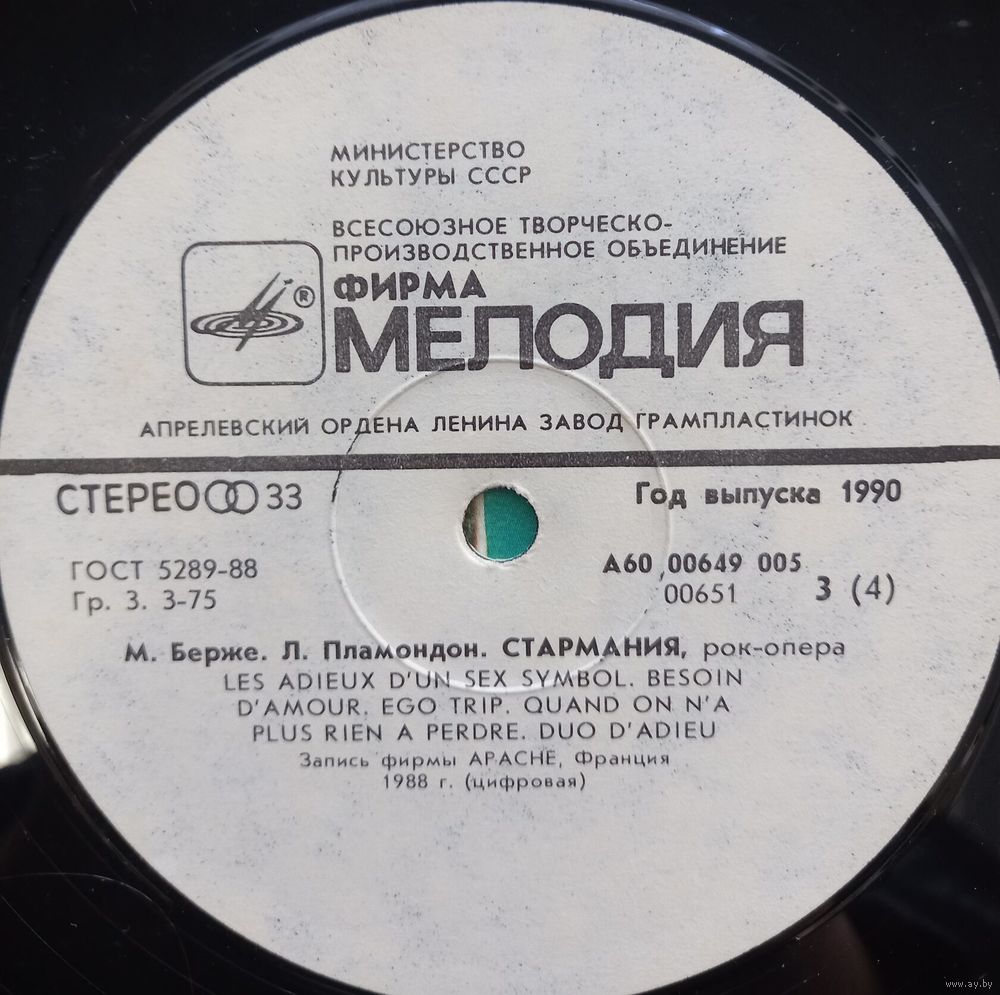 МИНИСТЕРСТВО
КУЛЬТУРЫ СССР
ВСЕСОЮЗНОЕ ТВОРЧЕСКО-
ПРОИЗВОДСТВЕННОЕ ОБЪЕДИНЕНИЕ
ФИРМА
®
МЕЛОДИЯ
АПРЕЛЕВСКИЙ ОРДЕНА ЛЕНИНА ЗАВОД ГРАМПЛАСТИНОК
СТЕРЕО 33
Год выпуска 1990
ГОСТ 5289-88
Гр. 3. 3-75
А60 00649 005
00651
3 (4)
М. Берже. Л. Пламондон. СТАРМАНИЯ, рок-опера
LES ADIEUX D'UN SEX SYMBOL. BESOIN
D'AMOUR. EGO TRIP. QUAND ON N'A
PLUS RIEN A PERDRE. DUO D'ADIEU
Запись фирмы APACHE, Франция
1988 г. (цифровая)
www.ay.by